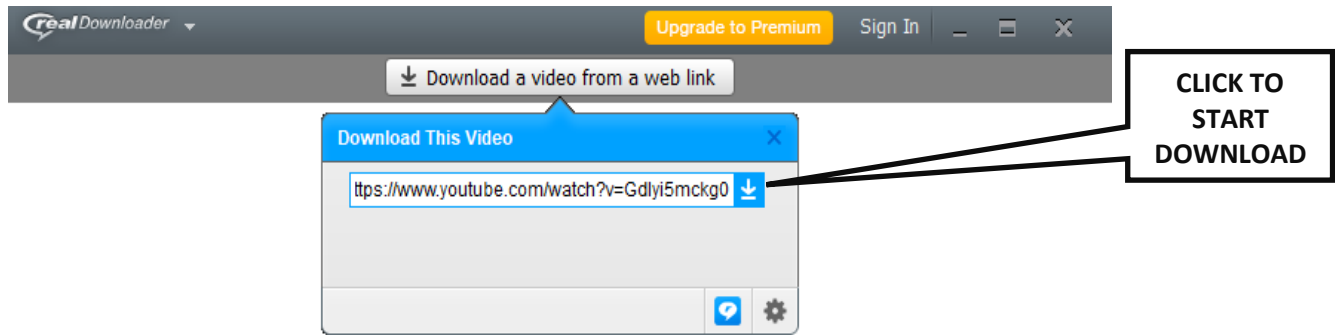 realDownloader
Upgrade to Premium
Sign In
Download a video from a web link
CLICK TO
START
DOWNLOAD
Download This Video
ttps://www.youtube.com/watch?v=Gdlyi5mckg0